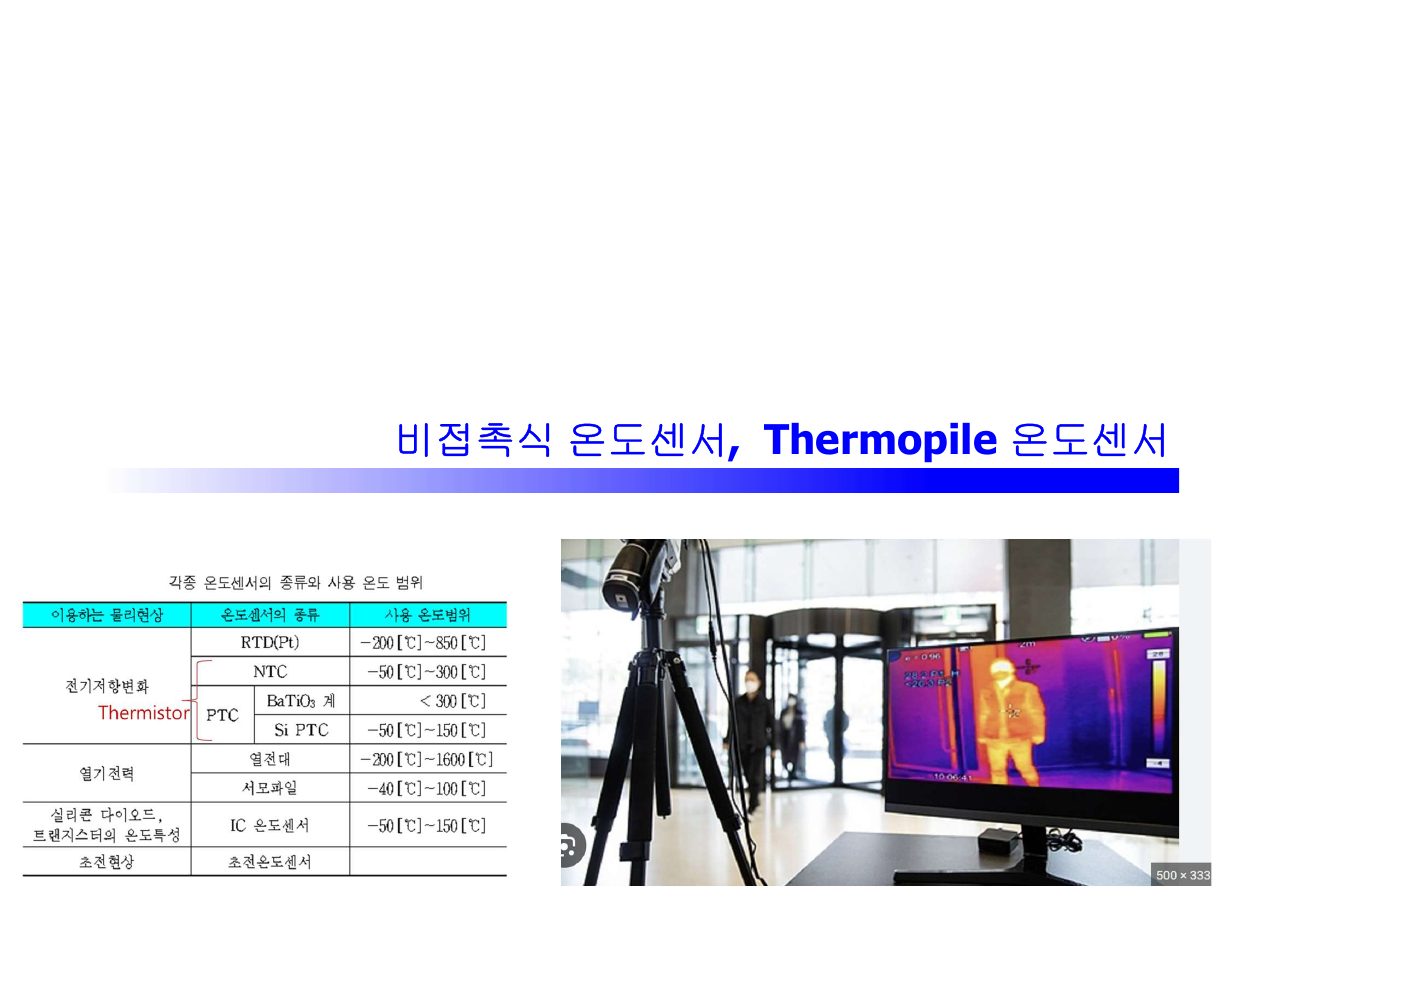 비접촉식 온도센서, Thermopile 온도센서
각종 온도센서의 종류와 사용 온도 범위
이용하는 물리현상 온도센서의 종류 사용 온도범위
RTD(Pt) -200[℃]~850[℃]
NTC -50[℃]~300[℃]
전기저항변화
Thermistor
PTC
BaTiO₃ 계 < 300[℃]
Si PTC -50[℃]~150[℃]
열기전력
열전대 -200[℃]~1600[℃]
서모파일 -40[℃]~100[℃]
실리콘 다이오드,
트랜지스터의 온도특성
IC 온도센서 -50[℃]~150[℃]
초전현상 초전온도센서
10:06:41
500 × 333